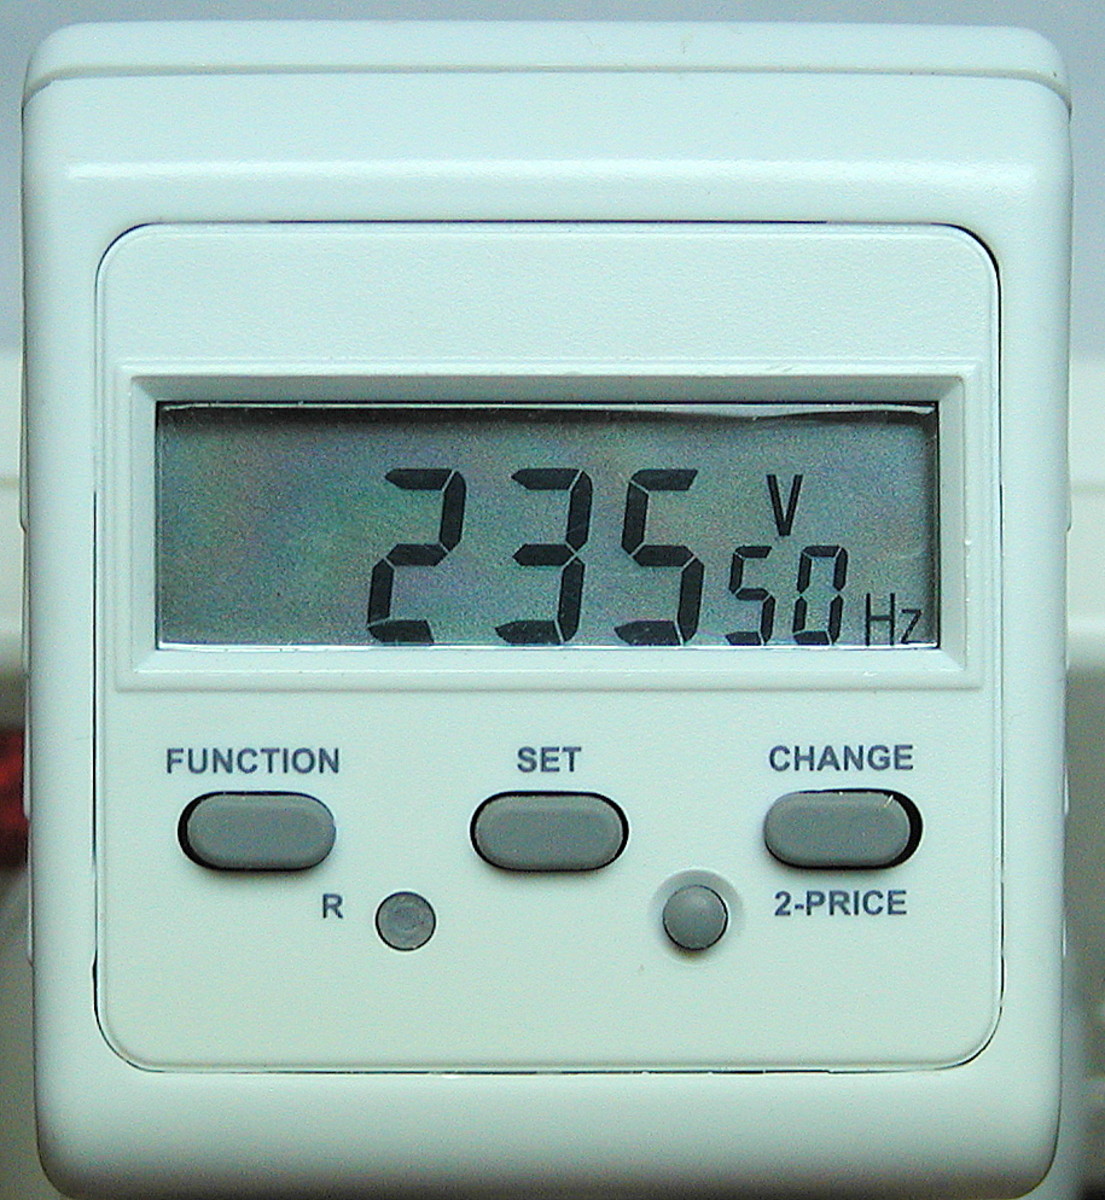 235 V
50 Hz
FUNCTION SET CHANGE
R 2-PRICE